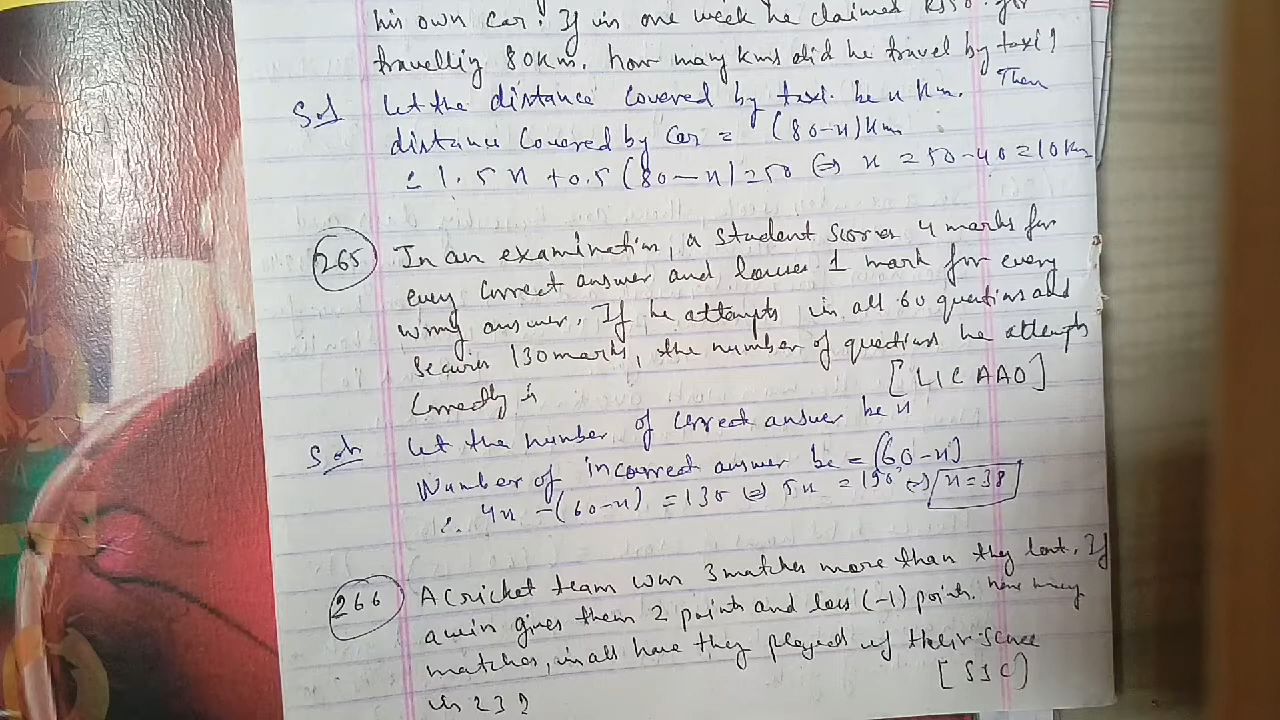 his own car? If in one week he claimed Rs50. for
travelling 80km. how many kms did he travel by taxi?
Sol let the distance covered by taxi. be x km. Then
distance Covered by Car = (80-x)km
∴ 1.5x + 0.5(80-x)=50 ⇔ x = 50-40=10km
265 In an examination, a student scores 4 marks for
every correct answer and loses 1 mark for every
wrong answer. If he attempts in all 60 questions and
secures 130 marks, the number of questions he attempts
Correctly is [LIC AAO]
Soln let the number of correct answer be x
Number of incorrect answer be = (60-x)
∴ 4x -(60-x) = 130 ⇔ 5x = 190 ⇔ x=38
266 A Cricket team won 3 matches more than they lost. If
a win gives them 2 points and loss (-1) points. how many
matches, in all have they played if their score
is 23? [SSC]